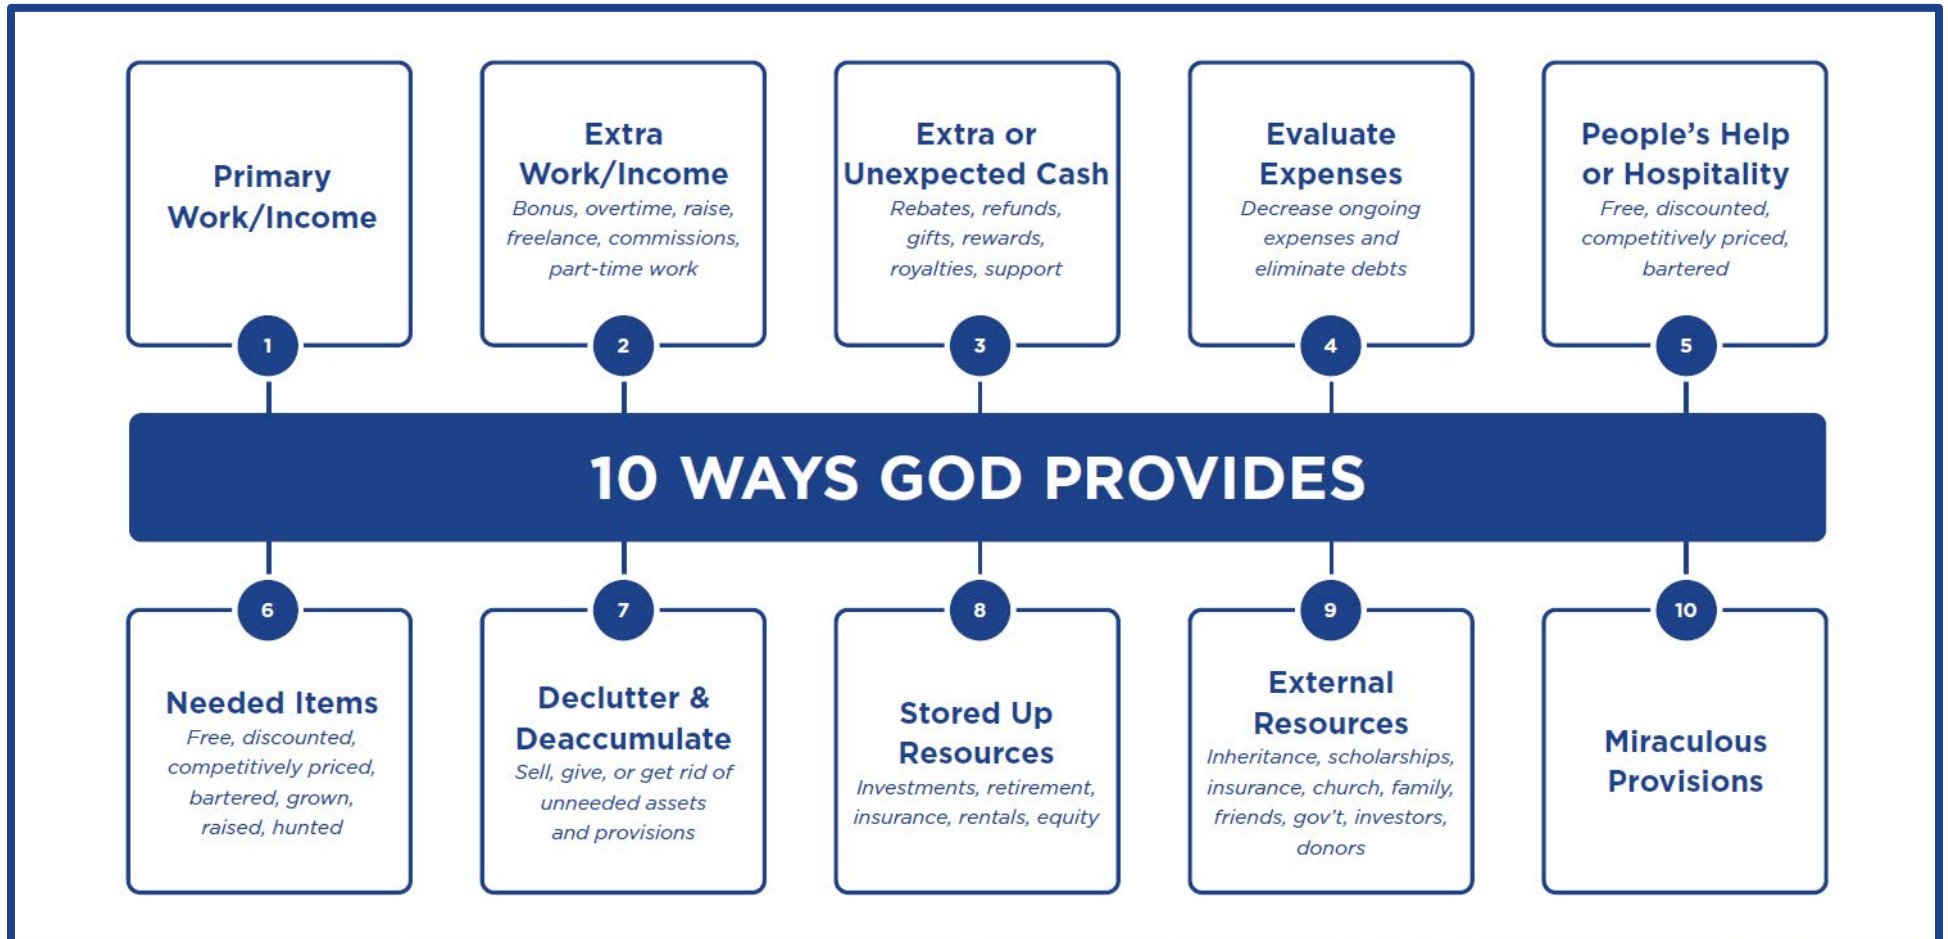 Primary
Work/Income
1
Extra
Work/Income
Bonus, overtime, raise,
freelance, commissions,
part-time work
2
Extra or
Unexpected Cash
Rebates, refunds,
gifts, rewards,
royalties, support
3
Evaluate
Expenses
Decrease ongoing
expenses and
eliminate debts
4
People's Help
or Hospitality
Free, discounted,
competitively priced,
bartered
5
10 WAYS GOD PROVIDES
6
Needed Items
Free, discounted,
competitively priced,
bartered, grown,
raised, hunted
7
Declutter &
Deaccumulate
Sell, give, or get rid of
unneeded assets
and provisions
8
Stored Up
Resources
Investments, retirement,
insurance, rentals, equity
9
External
Resources
Inheritance, scholarships,
insurance, church, family,
friends, gov't, investors,
donors
10
Miraculous
Provisions